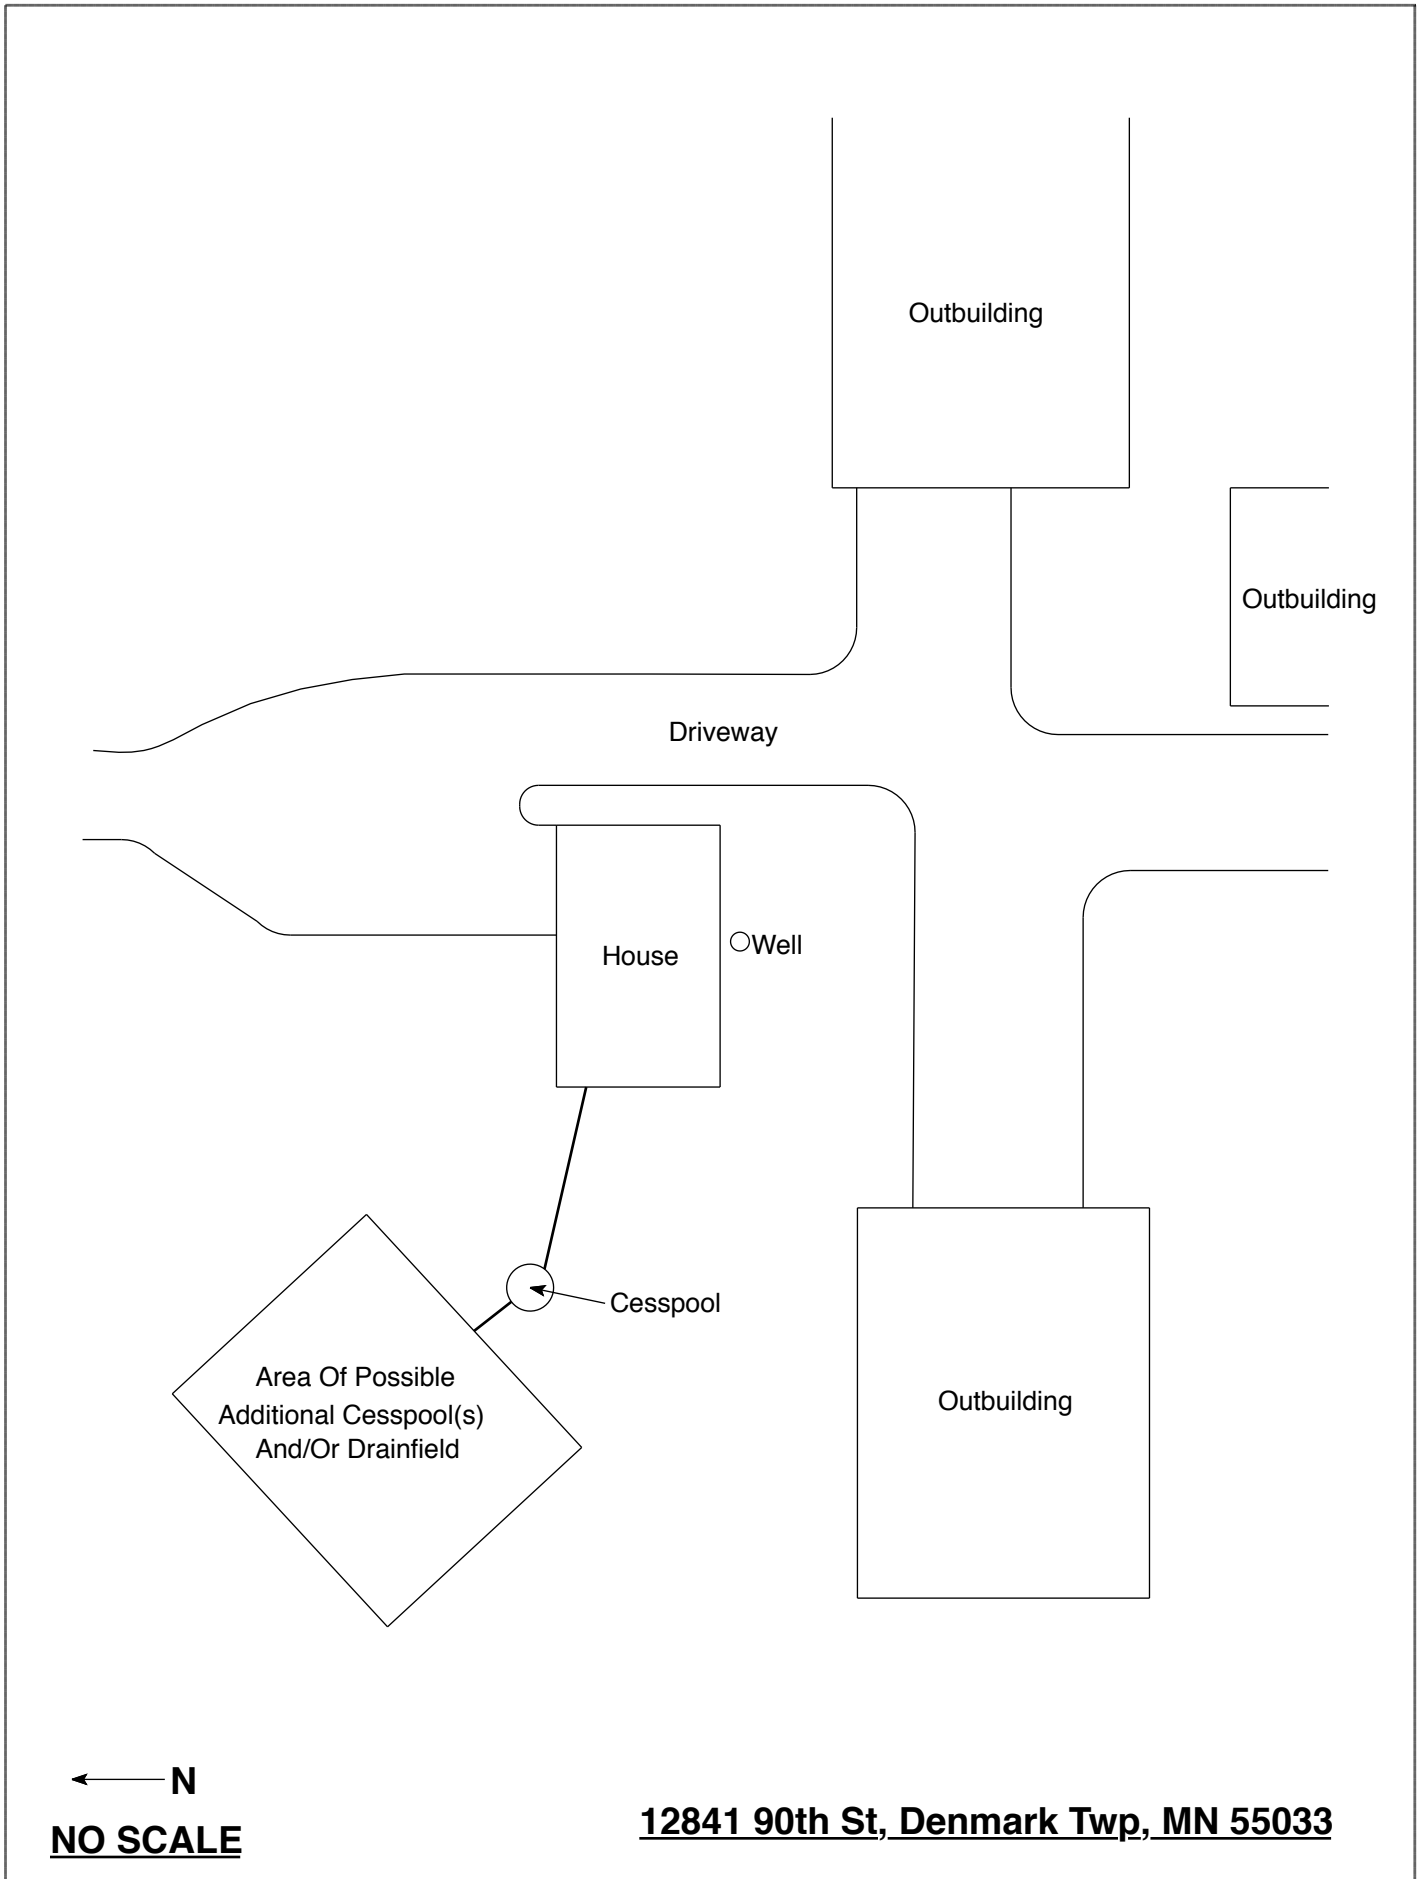 Outbuilding
Outbuilding
Driveway
House
Well
Cesspool
Area Of Possible
Additional Cesspool(s)
And/Or Drainfield
Outbuilding
N
NO SCALE
12841 90th St, Denmark Twp, MN 55033